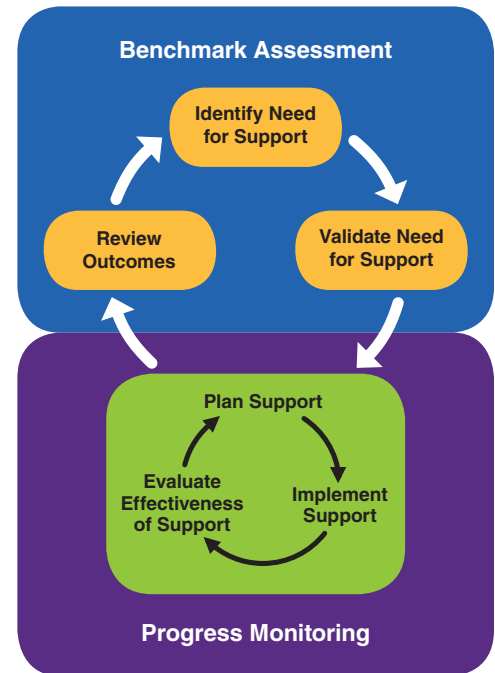 Benchmark Assessment
Identify Need
for Support
Review
Outcomes
Validate Need
for Support
Plan Support
Evaluate
Effectiveness
of Support
Implement
Support
Progress Monitoring